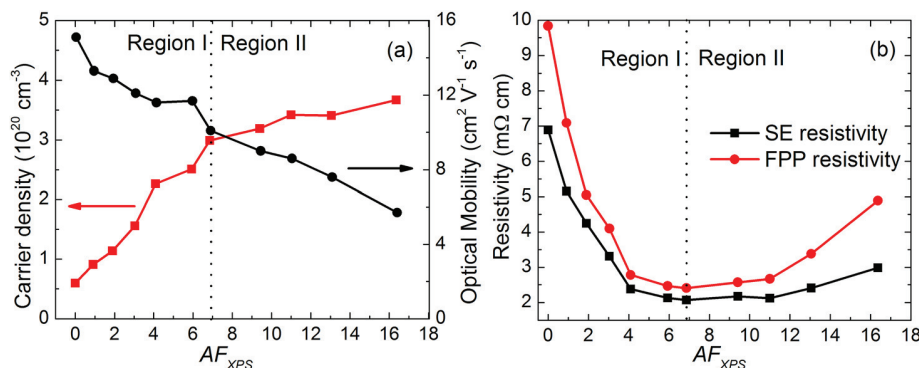 Region I
Region II
(a)
Carrier density (10²⁰ cm⁻³)
5
4
3
2
1
0
16
12
8
4
0
Optical Mobility (cm² V⁻¹ s⁻¹)
0 2 4 6 8 10 12 14 16 18
AF_XPS
Region I
Region II
(b)
SE resistivity
FPP resistivity
Resistivity (mΩ cm)
10
9
8
7
6
5
4
3
2
0 2 4 6 8 10 12 14 16 18
AF_XPS